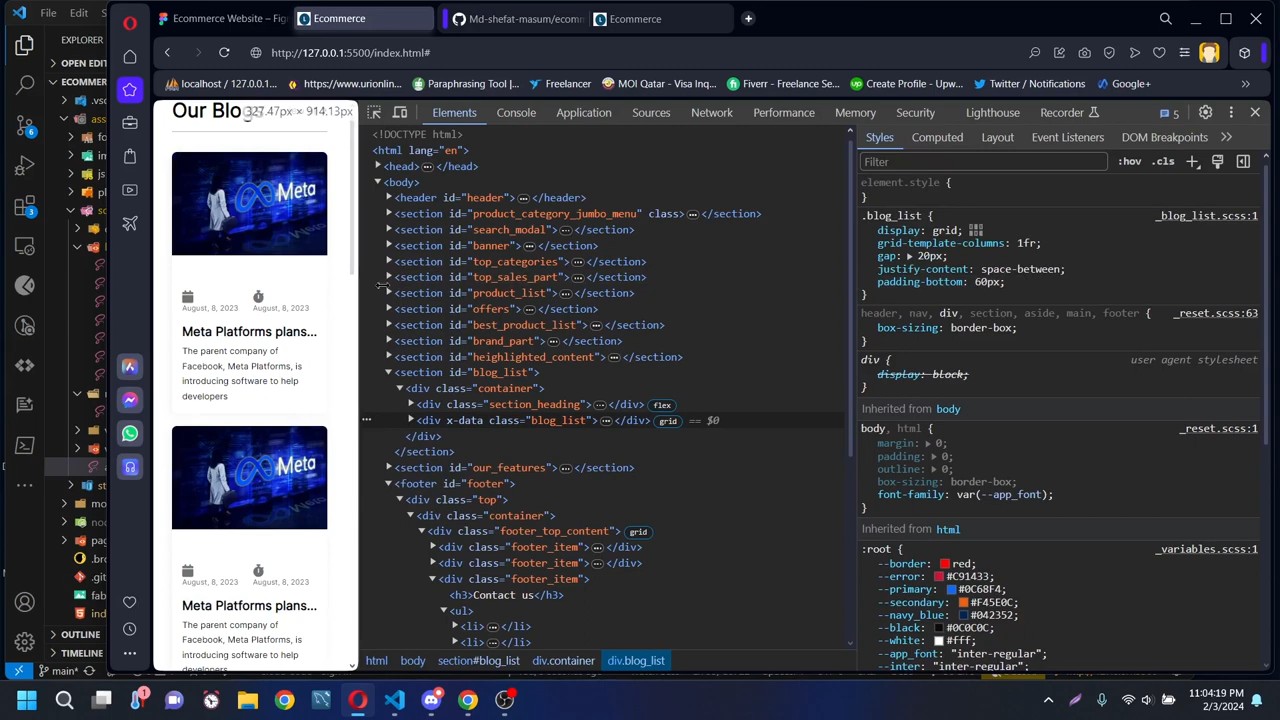 File Edit
Ecommerce Website – Fig
Ecommerce
Md-shefat-masum/ecomm
Ecommerce
EXPLORER
http://127.0.0.1:5500/index.html#
OPEN EDI
localhost / 127.0.0.1...
https://www.urionlin...
Paraphrasing Tool |...
Freelancer
MOI Qatar - Visa Inq...
Fiverr - Freelance Se...
Create Profile - Upw...
Twitter / Notifications
Google+
ECOMMER
Our Blo
327.47px × 914.13px
Elements
Console
Application
Sources
Network
Performance
Memory
Security
Lighthouse
Recorder
5
<!DOCTYPE html>
<html lang="en">
<head> </head>
<body>
<header id="header"> </header>
<section id="product_category_jumbo_menu" class> </section>
<section id="search_modal"> </section>
<section id="banner"> </section>
<section id="top_categories"> </section>
<section id="top_sales_part"> </section>
<section id="product_list"> </section>
<section id="offers"> </section>
<section id="best_product_list"> </section>
<section id="brand_part"> </section>
<section id="heighlighted_content"> </section>
<section id="blog_list">
<div class="container">
<div class="section_heading"> </div> flex
<div x-data class="blog_list"> </div> grid == $0
</div>
</section>
<section id="our_features"> </section>
<footer id="footer">
<div class="top">
<div class="container">
<div class="footer_top_content"> grid
<div class="footer_item"> </div>
<div class="footer_item"> </div>
<div class="footer_item">
<h3>Contact us</h3>
<ul>
<li> </li>
<li> </li>
html body section#blog_list div.container div.blog_list
Styles Computed Layout Event Listeners DOM Breakpoints
Filter
:hov .cls
element.style {
}
.blog_list { _blog_list.scss:1
display: grid;
grid-template-columns: 1fr;
gap: 20px;
justify-content: space-between;
padding-bottom: 60px;
}
header, nav, div, section, aside, main, footer { _reset.scss:63
box-sizing: border-box;
}
div { user agent stylesheet
display: block;
}
Inherited from body
body, html { _reset.scss:1
margin: 0;
padding: 0;
outline: 0;
box-sizing: border-box;
font-family: var(--app_font);
}
Inherited from html
:root { _variables.scss:1
--border: red;
--error: #C91433;
--primary: #0C68F4;
--secondary: #F45E0C;
--navy_blue: #042352;
--black: #0C0C0C;
--white: #fff;
--app_font: "inter-regular";
--inter: "inter-regular";
Meta
August, 8, 2023 August, 8, 2023
Meta Platforms plans...
The parent company of
Facebook, Meta Platforms, is
introducing software to help
developers
Meta
August, 8, 2023 August, 8, 2023
Meta Platforms plans...
The parent company of
Facebook, Meta Platforms, is
introducing software to help
developers
6
3
OUTLINE
TIMELINE
main*
1
11:04:19 PM
2/3/2024